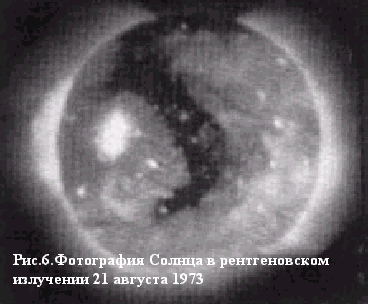 Рис.6.Фотография Солнца в рентгеновском
излучении 21 августа 1973